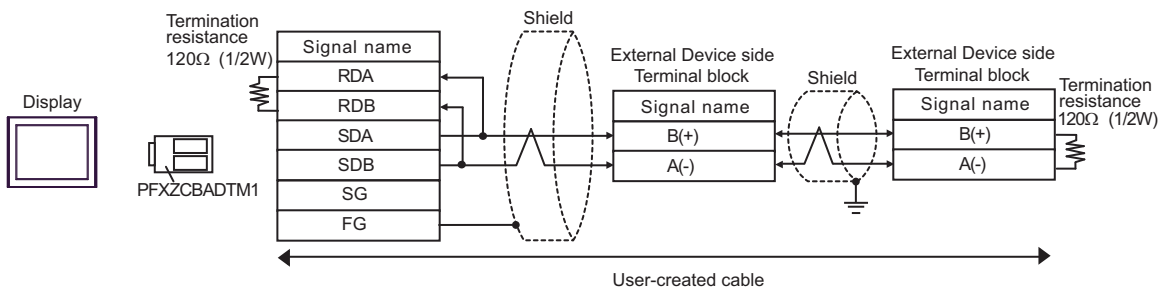 Display
PFXZCBADTM1
Termination
resistance
120Ω (1/2W)
Signal name
RDA
RDB
SDA
SDB
SG
FG
Shield
External Device side
Terminal block
Signal name
B(+)
A(-)
Shield
External Device side
Terminal block
Signal name
B(+)
A(-)
Termination
resistance
120Ω (1/2W)
User-created cable